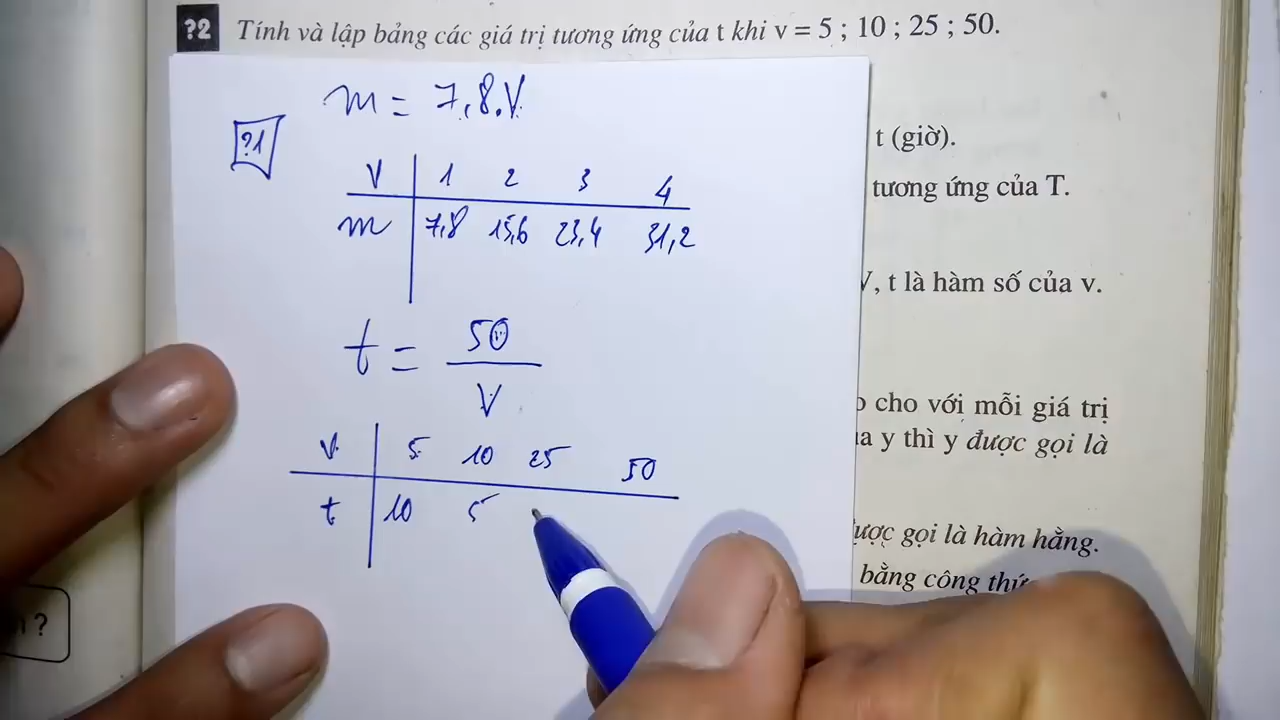 ?2 Tính và lập bảng các giá trị tương ứng của t khi v = 5 ; 10 ; 25 ; 50.
m = 7,8.V
?1
t (giờ).
V 1 2 3 4
tương ứng của T.
m 7,8 15,6 23,4 31,2
V, t là hàm số của v.
t = 50 / V
cho với mỗi giá trị
y thì y được gọi là
v 5 10 25 50
t 10 5
gọi là hàm hằng.
bằng công
?